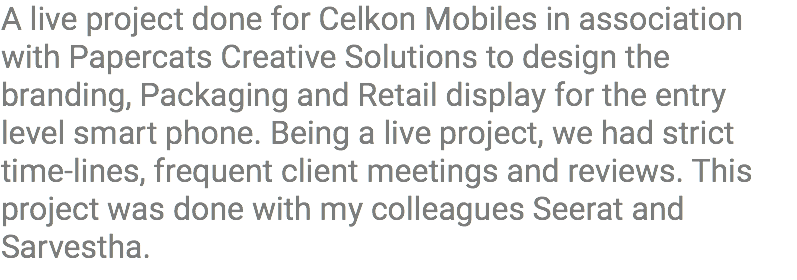 A live project done for Celkon Mobiles in association
with Papercats Creative Solutions to design the
branding, Packaging and Retail display for the entry
level smart phone. Being a live project, we had strict
time-lines, frequent client meetings and reviews. This
project was done with my colleagues Seerat and
Sarvestha.